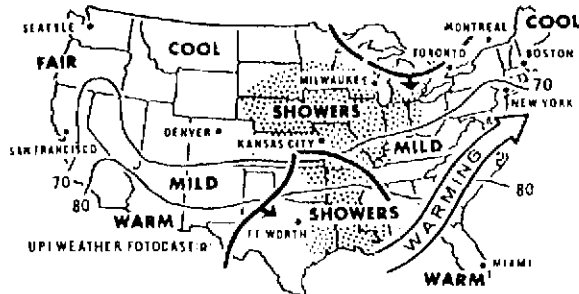 SEATTLE
FAIR
COOL
MONTREAL
COOL
TORONTO
BOSTON
MILWAUKEE
70
NEW YORK
SHOWERS
DENVER
KANSAS CITY
SAN FRANCISCO
MILD
70
MILD
80
80
WARM
SHOWERS
WARMING
UPI WEATHER FOTOCAST ®
FT. WORTH
WARM
MIAMI